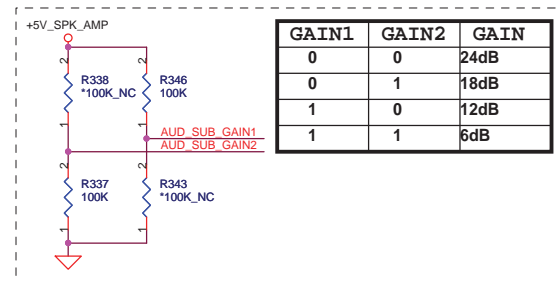 +5V_SPK_AMP
2
2
R338
*100K_NC
R346
100K
1
1
AUD_SUB_GAIN1
AUD_SUB_GAIN2
2
2
R337
100K
R343
*100K_NC
1
1
GAIN1 GAIN2 GAIN
0 0 24dB
0 1 18dB
1 0 12dB
1 1 6dB